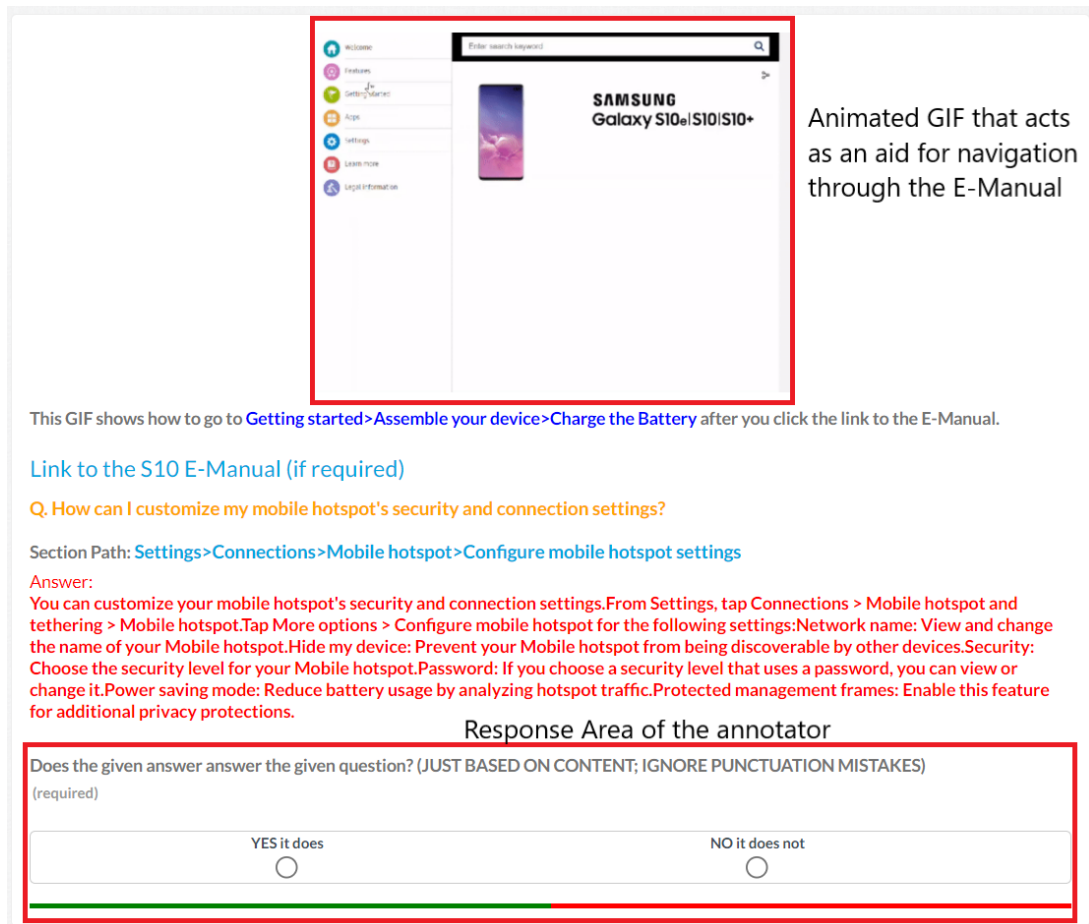 Welcome
Enter search keyword
Features
Getting started
SAMSUNG
Galaxy S10e|S10|S10+
Apps
Settings
Learn more
Legal Information
Animated GIF that acts
as an aid for navigation
through the E-Manual
This GIF shows how to go to Getting started>Assemble your device>Charge the Battery after you click the link to the E-Manual.
Link to the S10 E-Manual (if required)
Q. How can I customize my mobile hotspot's security and connection settings?
Section Path: Settings>Connections>Mobile hotspot>Configure mobile hotspot settings
Answer:
You can customize your mobile hotspot's security and connection settings.From Settings, tap Connections > Mobile hotspot and
tethering > Mobile hotspot.Tap More options > Configure mobile hotspot for the following settings:Network name: View and change
the name of your Mobile hotspot.Hide my device: Prevent your Mobile hotspot from being discoverable by other devices.Security:
Choose the security level for your Mobile hotspot.Password: If you choose a security level that uses a password, you can view or
change it.Power saving mode: Reduce battery usage by analyzing hotspot traffic.Protected management frames: Enable this feature
for additional privacy protections.
Response Area of the annotator
Does the given answer answer the given question? (JUST BASED ON CONTENT; IGNORE PUNCTUATION MISTAKES)
(required)
YES it does
NO it does not